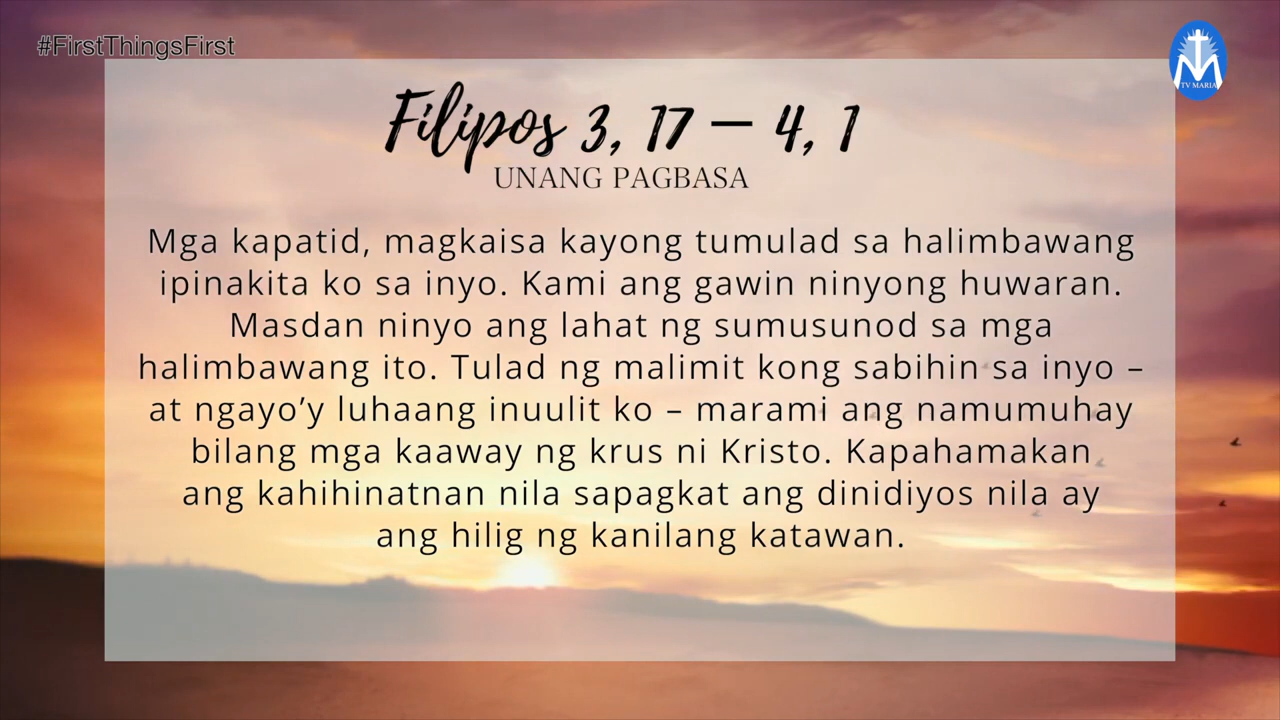 #FirstThingsFirst
TV MARIA
Filipos 3, 17 – 4, 1
UNANG PAGBASA
Mga kapatid, magkaisa kayong tumulad sa halimbawang
ipinakita ko sa inyo. Kami ang gawin ninyong huwaran.
Masdan ninyo ang lahat ng sumusunod sa mga
halimbawang ito. Tulad ng malimit kong sabihin sa inyo –
at ngayo’y luhaang inuulit ko – marami ang namumuhay
bilang mga kaaway ng krus ni Kristo. Kapahamakan
ang kahihinatnan nila sapagkat ang dinidiyos nila ay
ang hilig ng kanilang katawan.